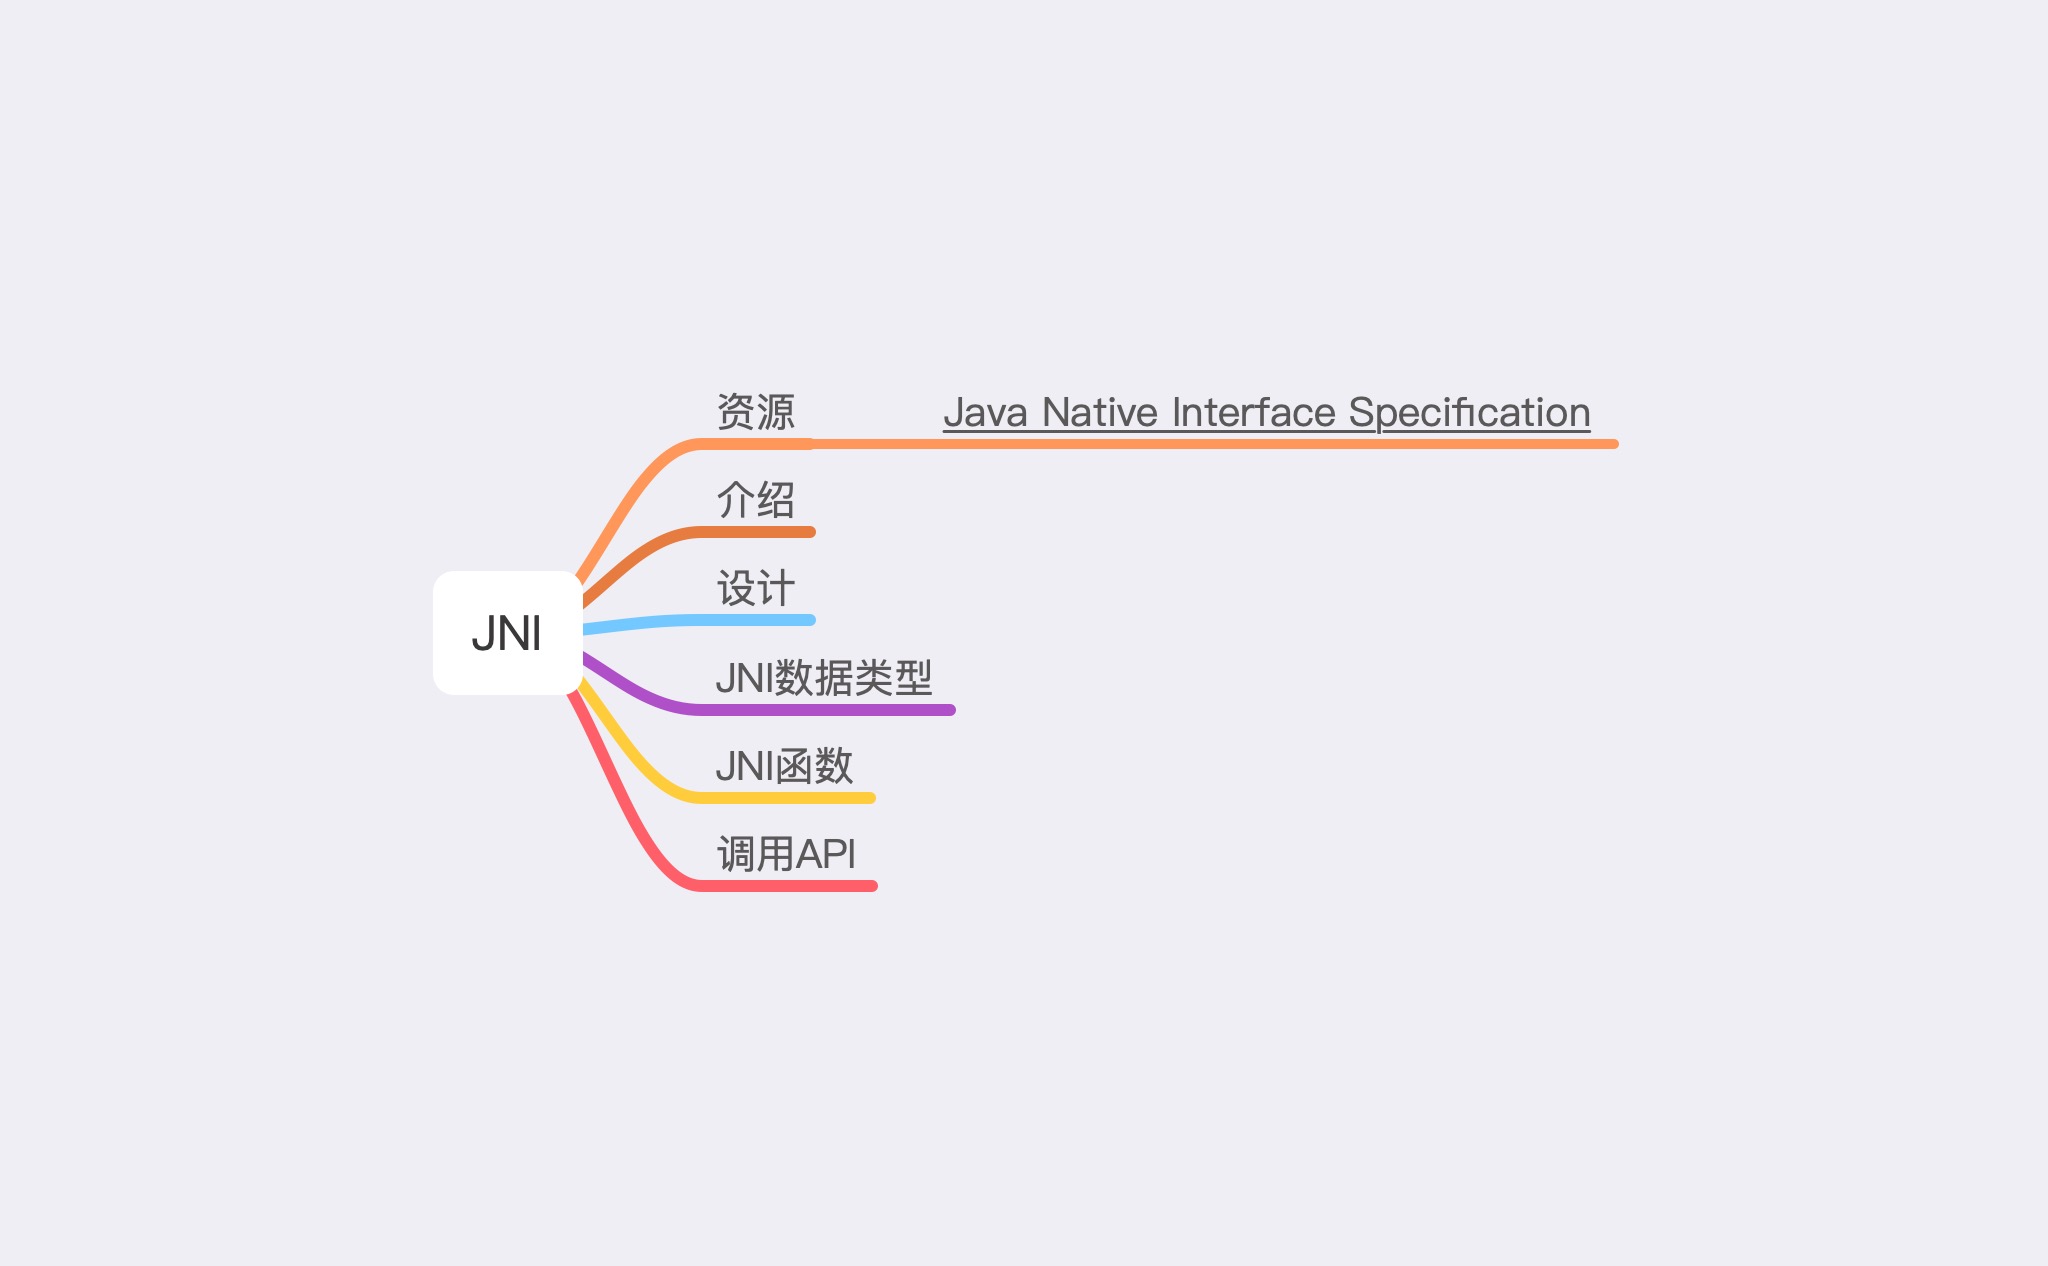 JNI
资源
Java Native Interface Specification
介绍
设计
JNI数据类型
JNI函数
调用API